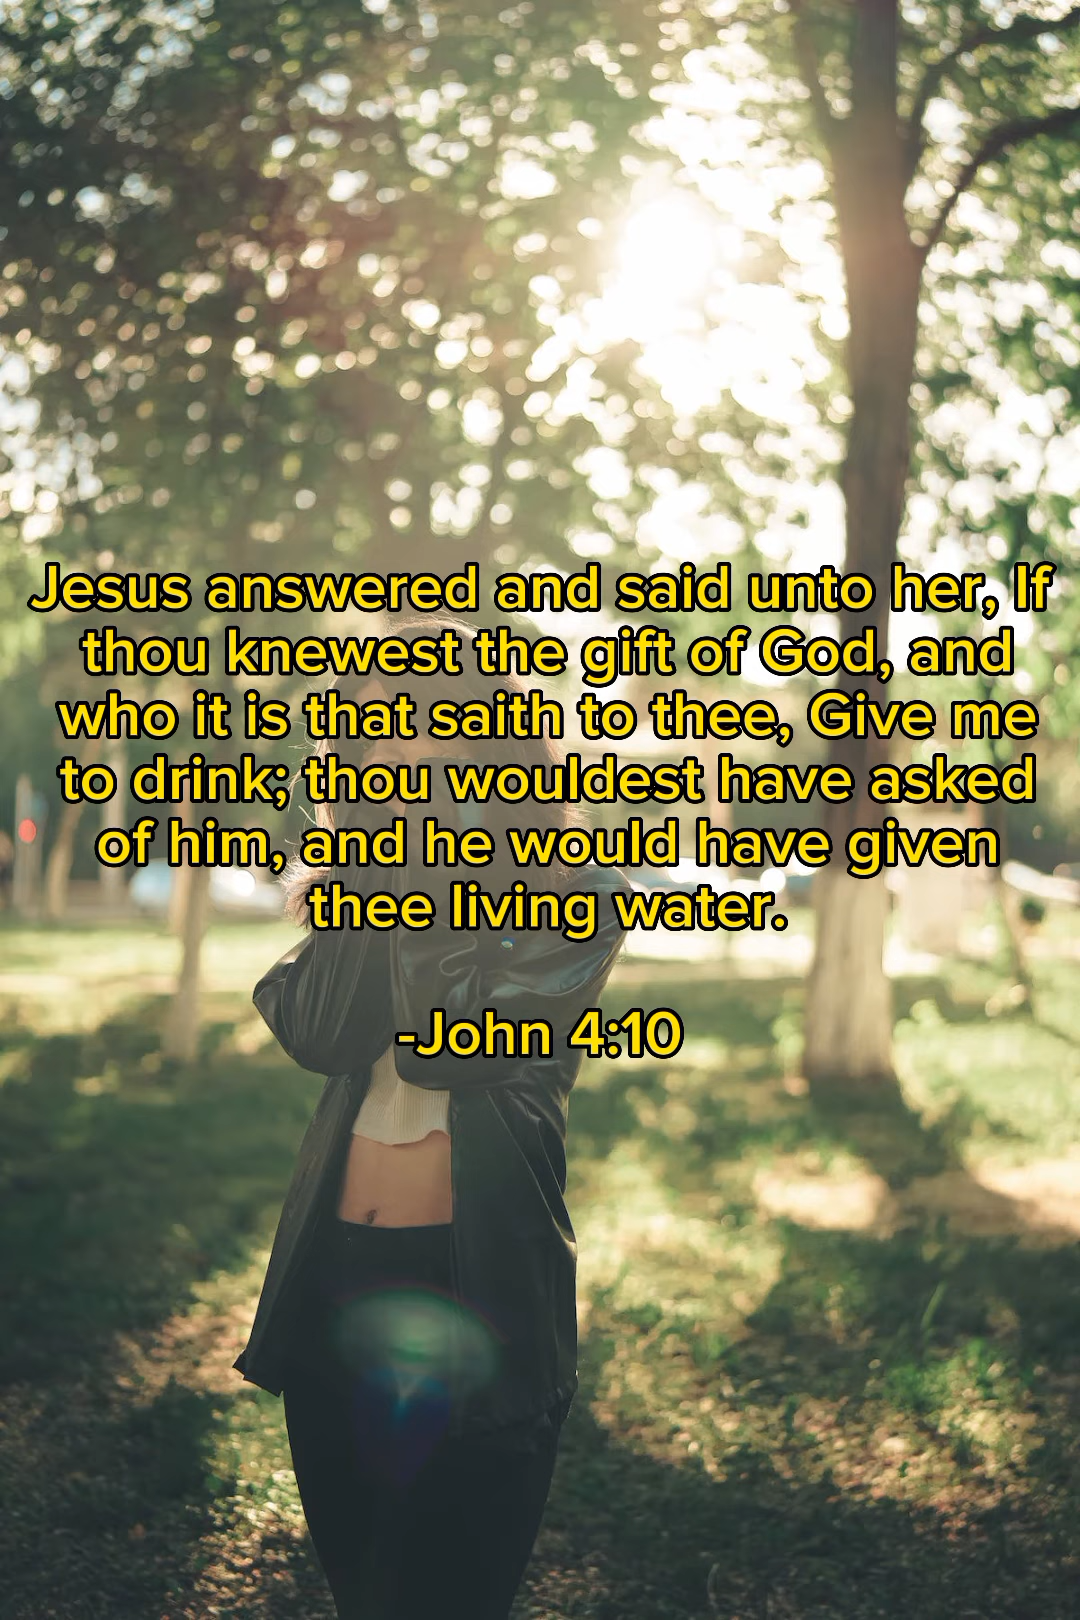 Jesus answered and said unto her, If
thou knewest the gift of God, and
who it is that saith to thee, Give me
to drink; thou wouldest have asked
of him, and he would have given
thee living water.
-John 4:10